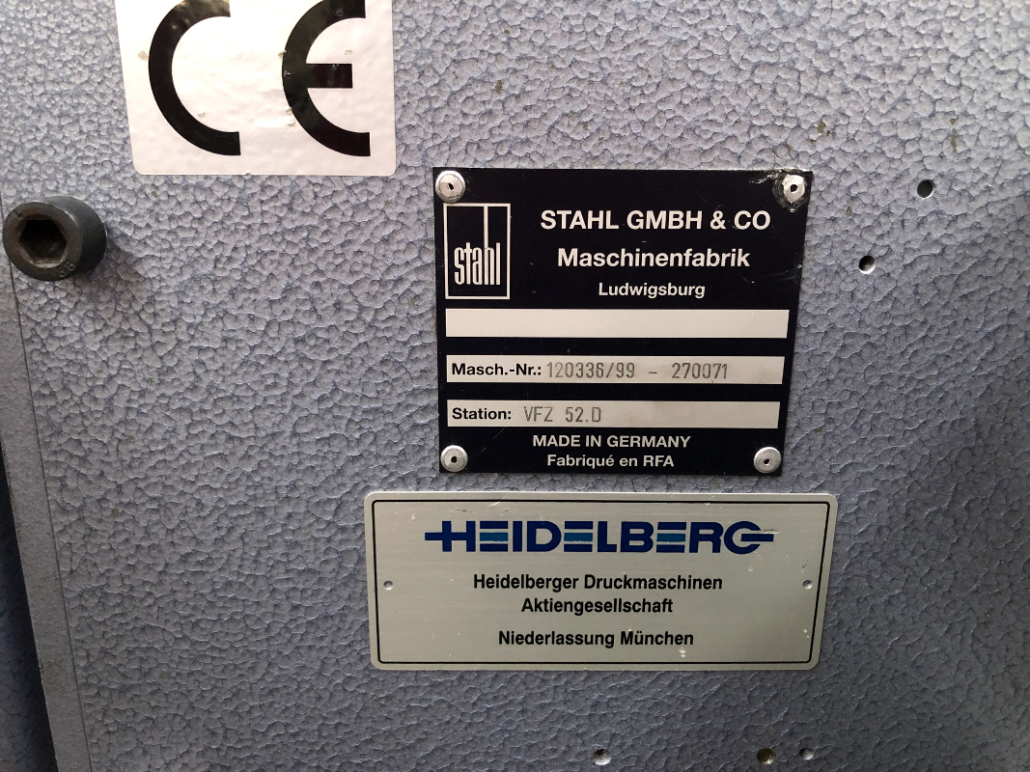 CE
STAHL GMBH & CO
stahl
Maschinenfabrik
Ludwigsburg
Masch.-Nr.: 120336/99 - 270071
Station: VFZ 52.D
MADE IN GERMANY
Fabriqué en RFA
HEIDELBERG
Heidelberger Druckmaschinen
Aktiengesellschaft
Niederlassung München